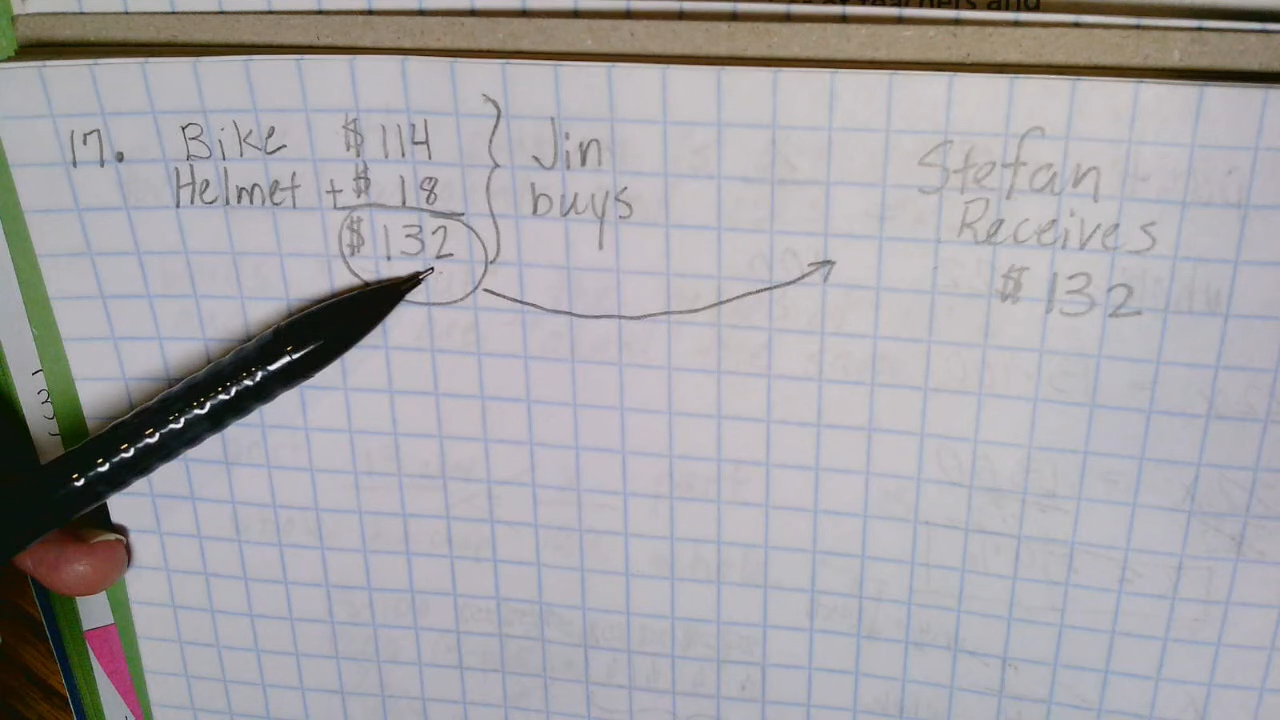 17. Bike $ 114
Helmet + $ 18
$ 132
Jin
buys
Stefan
Receives
$ 132